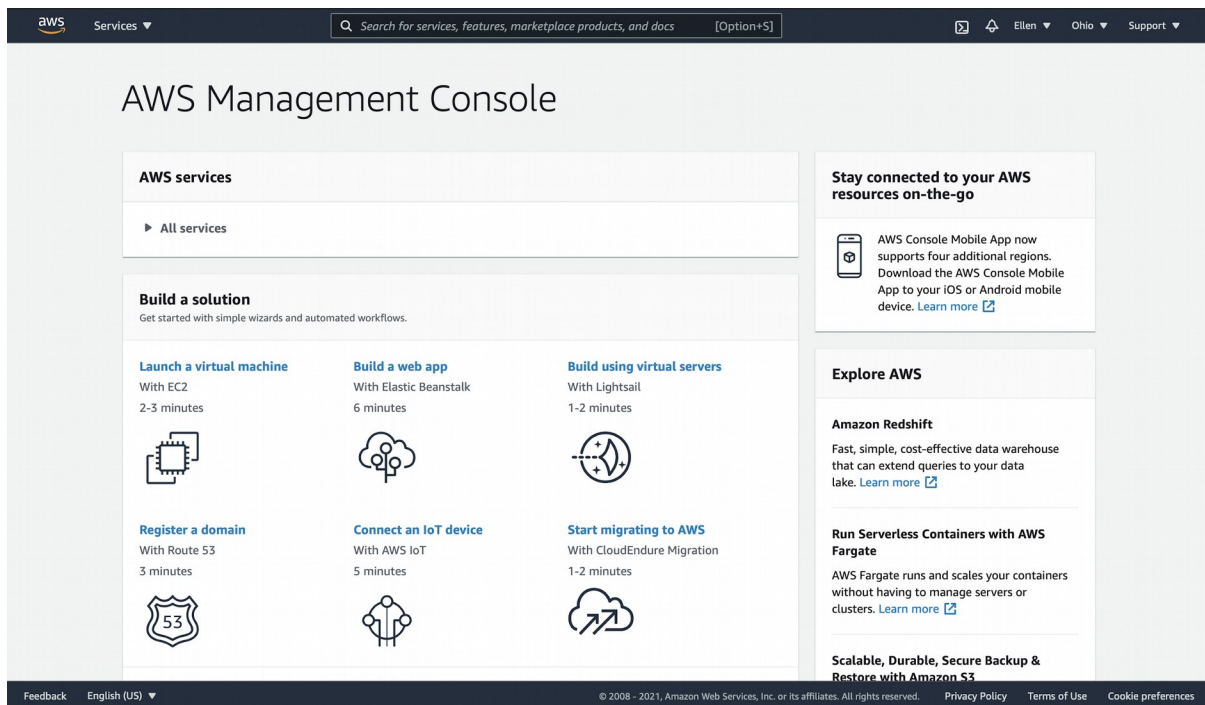 aws
Services
Search for services, features, marketplace products, and docs [Option+S]
Ellen
Ohio
Support
AWS Management Console
AWS services
All services
Build a solution
Get started with simple wizards and automated workflows.
Launch a virtual machine
With EC2
2-3 minutes
Build a web app
With Elastic Beanstalk
6 minutes
Build using virtual servers
With Lightsail
1-2 minutes
Register a domain
With Route 53
3 minutes
53
Connect an IoT device
With AWS IoT
5 minutes
Start migrating to AWS
With CloudEndure Migration
1-2 minutes
Stay connected to your AWS
resources on-the-go
AWS Console Mobile App now
supports four additional regions.
Download the AWS Console Mobile
App to your iOS or Android mobile
device. Learn more
Explore AWS
Amazon Redshift
Fast, simple, cost-effective data warehouse
that can extend queries to your data
lake. Learn more
Run Serverless Containers with AWS
Fargate
AWS Fargate runs and scales your containers
without having to manage servers or
clusters. Learn more
Scalable, Durable, Secure Backup &
Restore with Amazon S3
Feedback
English (US)
© 2008 - 2021, Amazon Web Services, Inc. or its affiliates. All rights reserved.
Privacy Policy
Terms of Use
Cookie preferences